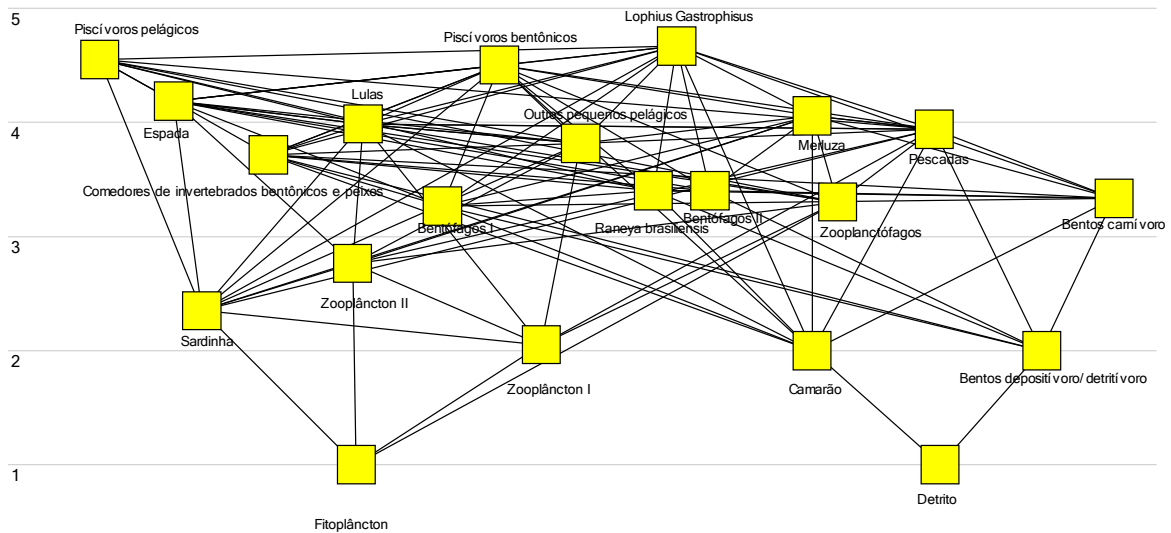 5
Lophius Gastrophisus
Piscívoros pelágicos
Piscívoros bentônicos
Lulas
Outros pequenos pelágicos
4
Espada
Merluza
Pescadas
Comedores de invertebrados bentônicos e peixes
Bentófagos I
Raneya brasiliensis
Bentófagos II
Zooplanctófagos
Bentos carnívoro
3
Zooplâncton II
Sardinha
2
Zooplâncton I
Camarão
Bentos depositívoro/ detritívoro
1
Detrito
Fitoplâncton